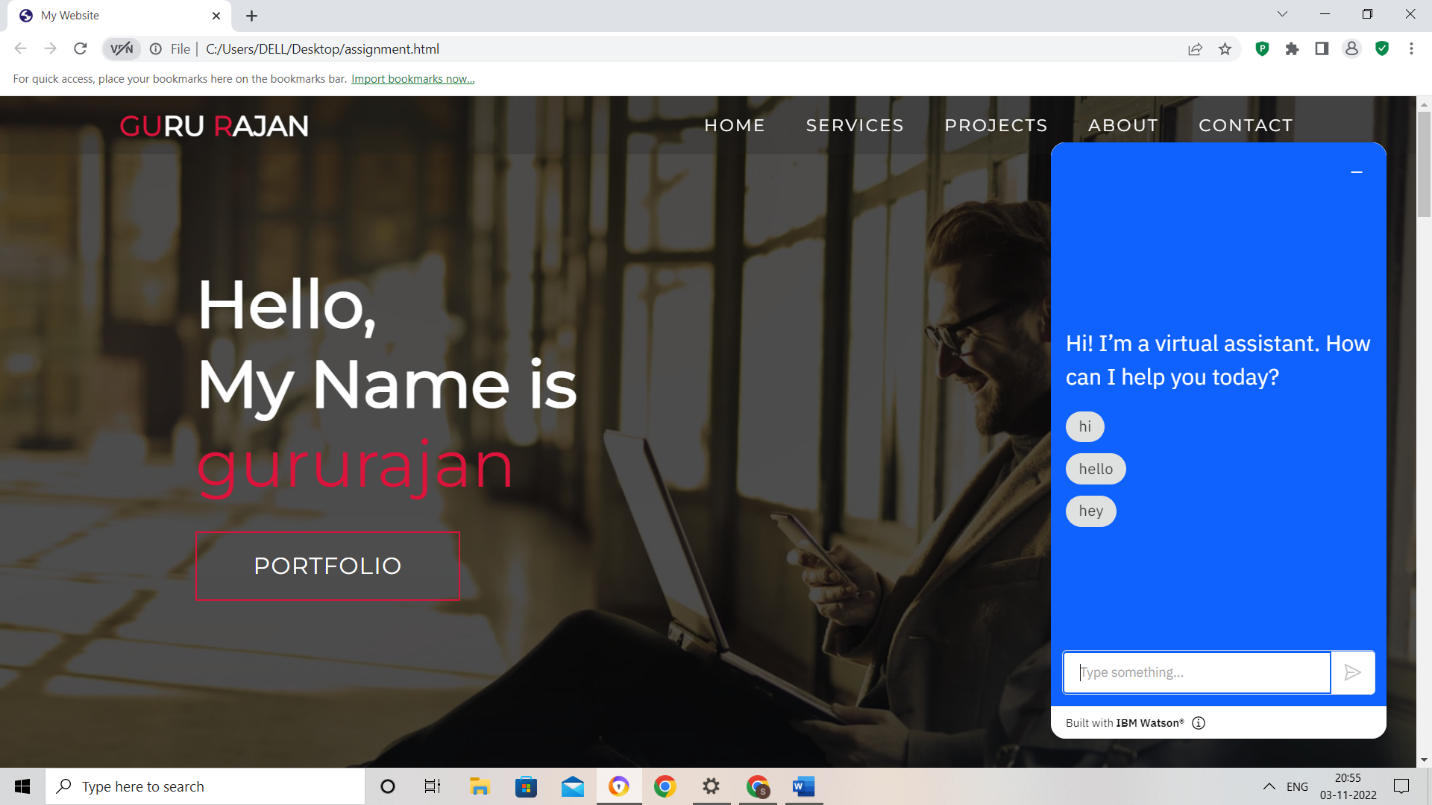 My Website
VPN File C:/Users/DELL/Desktop/assignment.html
For quick access, place your bookmarks here on the bookmarks bar. Import bookmarks now...
GURU RAJAN HOME SERVICES PROJECTS ABOUT CONTACT
Hello,
My Name is
gururajan
PORTFOLIO
Hi! I’m a virtual assistant. How
can I help you today?
hi
hello
hey
Type something...
Built with IBM Watson®
Type here to search
ENG
20:55
03-11-2022